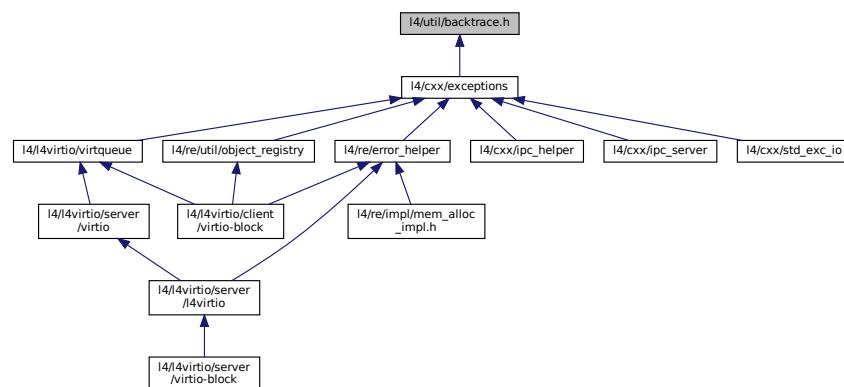 l4/util/backtrace.h
l4/cxx/exceptions
l4/l4virtio/virtqueue
l4/re/util/object_registry
l4/re/error_helper
l4/cxx/ipc_helper
l4/cxx/ipc_server
l4/cxx/std_exc_io
l4/l4virtio/server
/virtio
l4/l4virtio/client
/virtio-block
l4/re/impl/mem_alloc
_impl.h
l4/l4virtio/server
/l4virtio
l4/l4virtio/server
/virtio-block